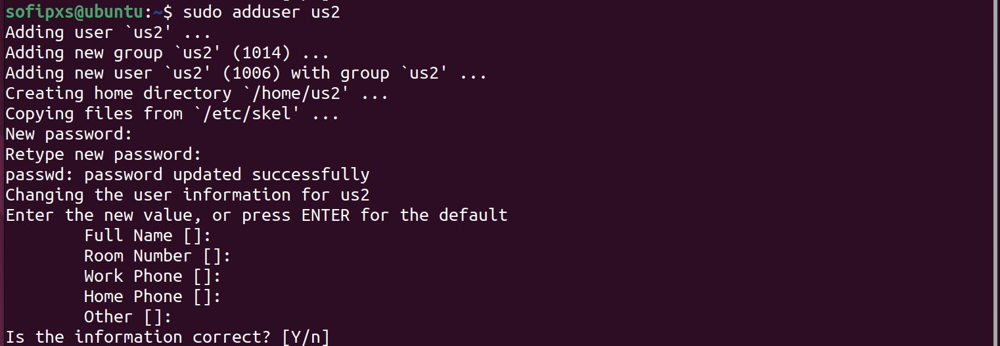 sofipxs@ubuntu:~$ sudo adduser us2
Adding user `us2' ...
Adding new group `us2' (1014) ...
Adding new user `us2' (1006) with group `us2' ...
Creating home directory `/home/us2' ...
Copying files from `/etc/skel' ...
New password:
Retype new password:
passwd: password updated successfully
Changing the user information for us2
Enter the new value, or press ENTER for the default
        Full Name []:
        Room Number []:
        Work Phone []:
        Home Phone []:
        Other []:
Is the information correct? [Y/n]